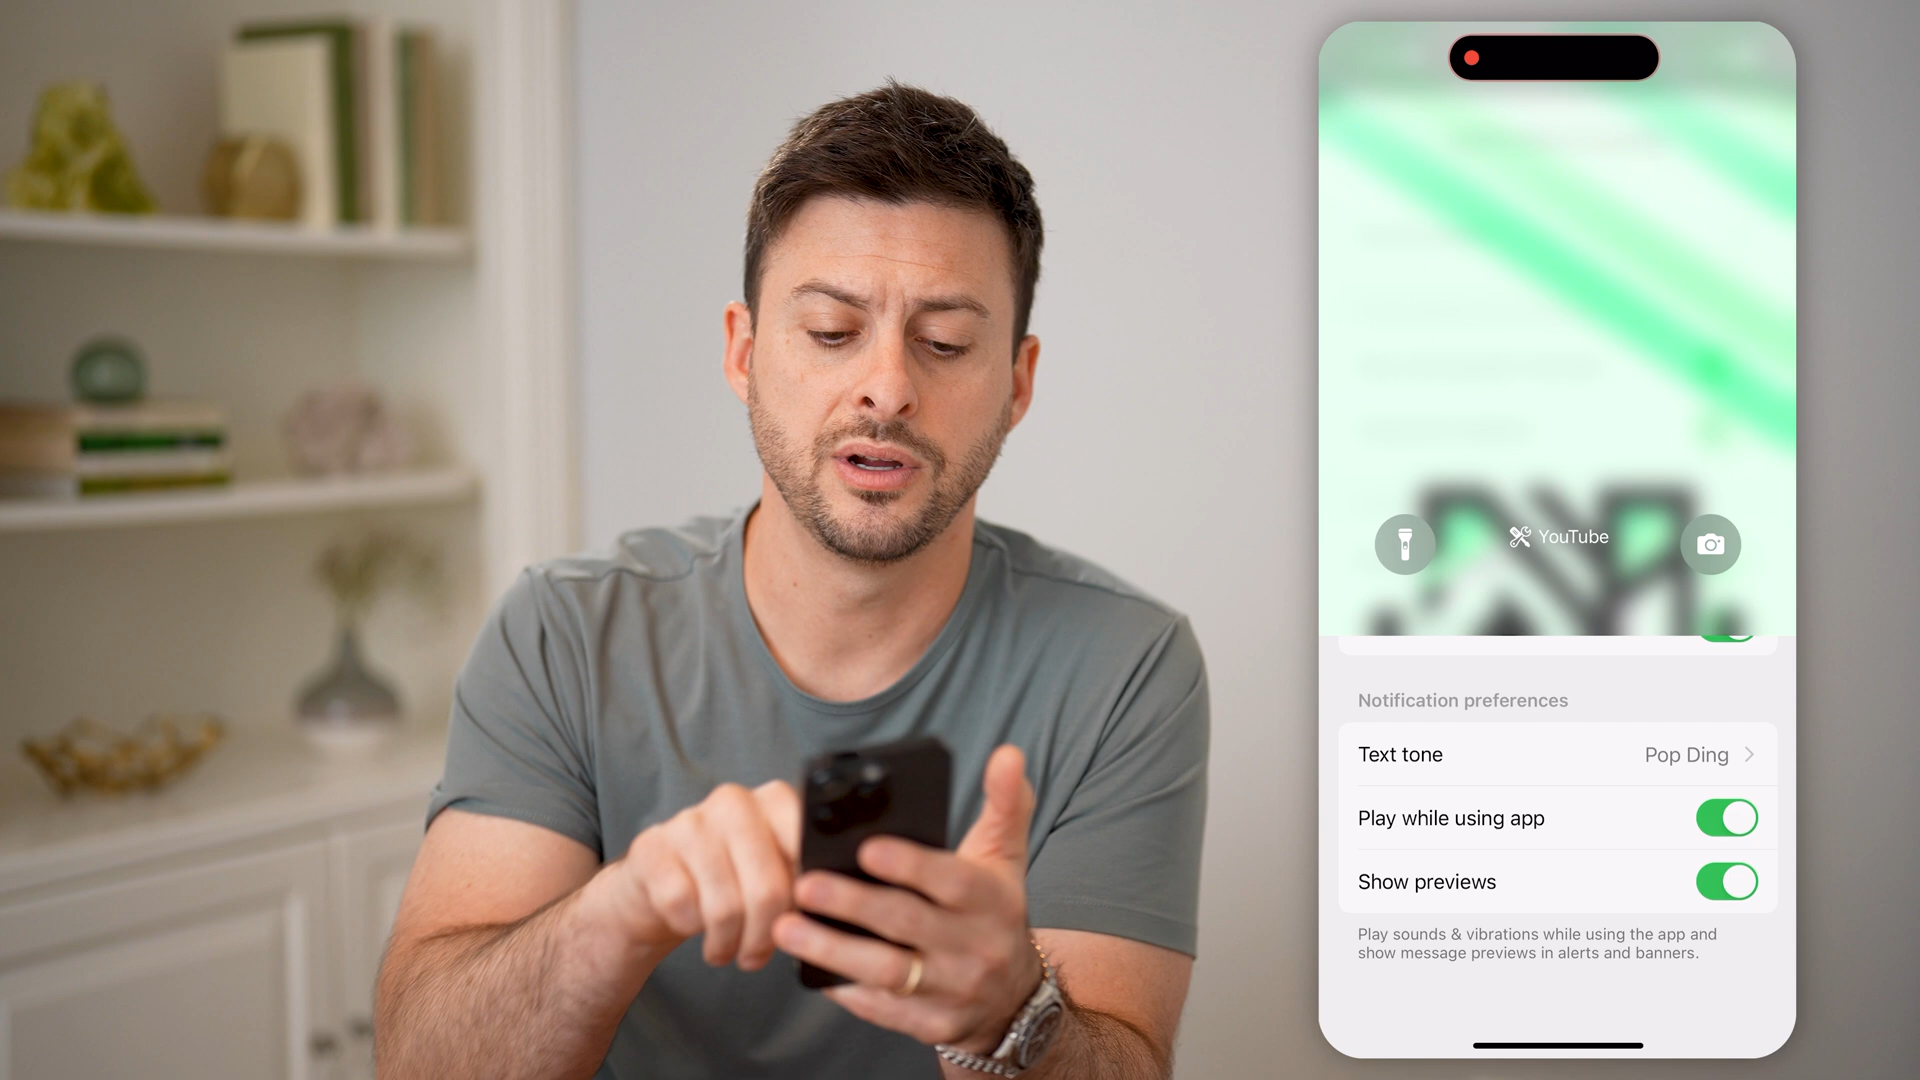 YouTube
Notification preferences
Text tone Pop Ding
Play while using app
Show previews
Play sounds & vibrations while using the app and
show message previews in alerts and banners.